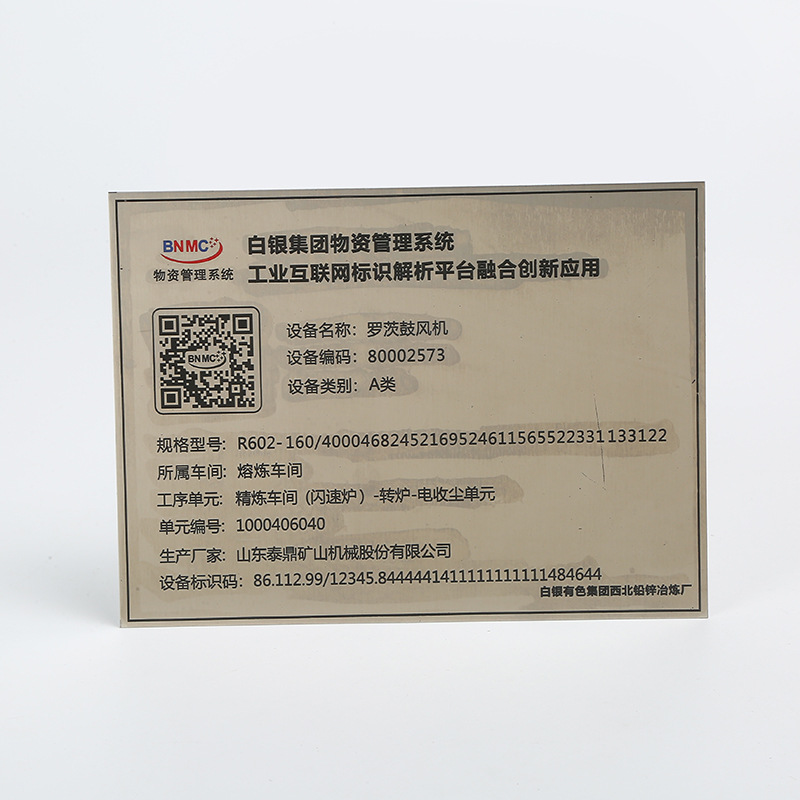 BNMC
物资管理系统
白银集团物资管理系统
工业互联网标识解析平台融合创新应用
BNMC
设备名称：罗茨鼓风机
设备编码：80002573
设备类别：A类
规格型号：R602-160/40004682452169524611565522331133122
所属车间：熔炼车间
工序单元：精炼车间（闪速炉）-转炉-电收尘单元
单元编号：1000406040
生产厂家：山东泰鼎矿山机械股份有限公司
设备标识码：86.112.99/12345.8444441411111111111484644
白银有色集团西北铅锌冶炼厂